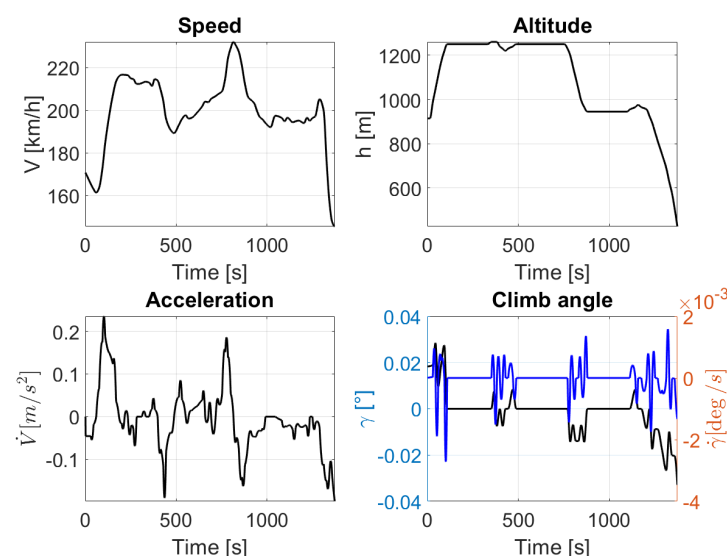 Speed
V [km/h]
220
200
180
160
0
500
1000
Time [s]
Altitude
h [m]
1200
1000
800
600
0
500
1000
Time [s]
Acceleration
V̇[m/s²]
0.2
0.1
0
-0.1
0
500
1000
Time [s]
Climb angle
γ [°]
0.04
0.02
0
-0.02
-0.04
0
500
1000
Time [s]
×10⁻³
2
0
-2
-4
γ̇[deg/s]